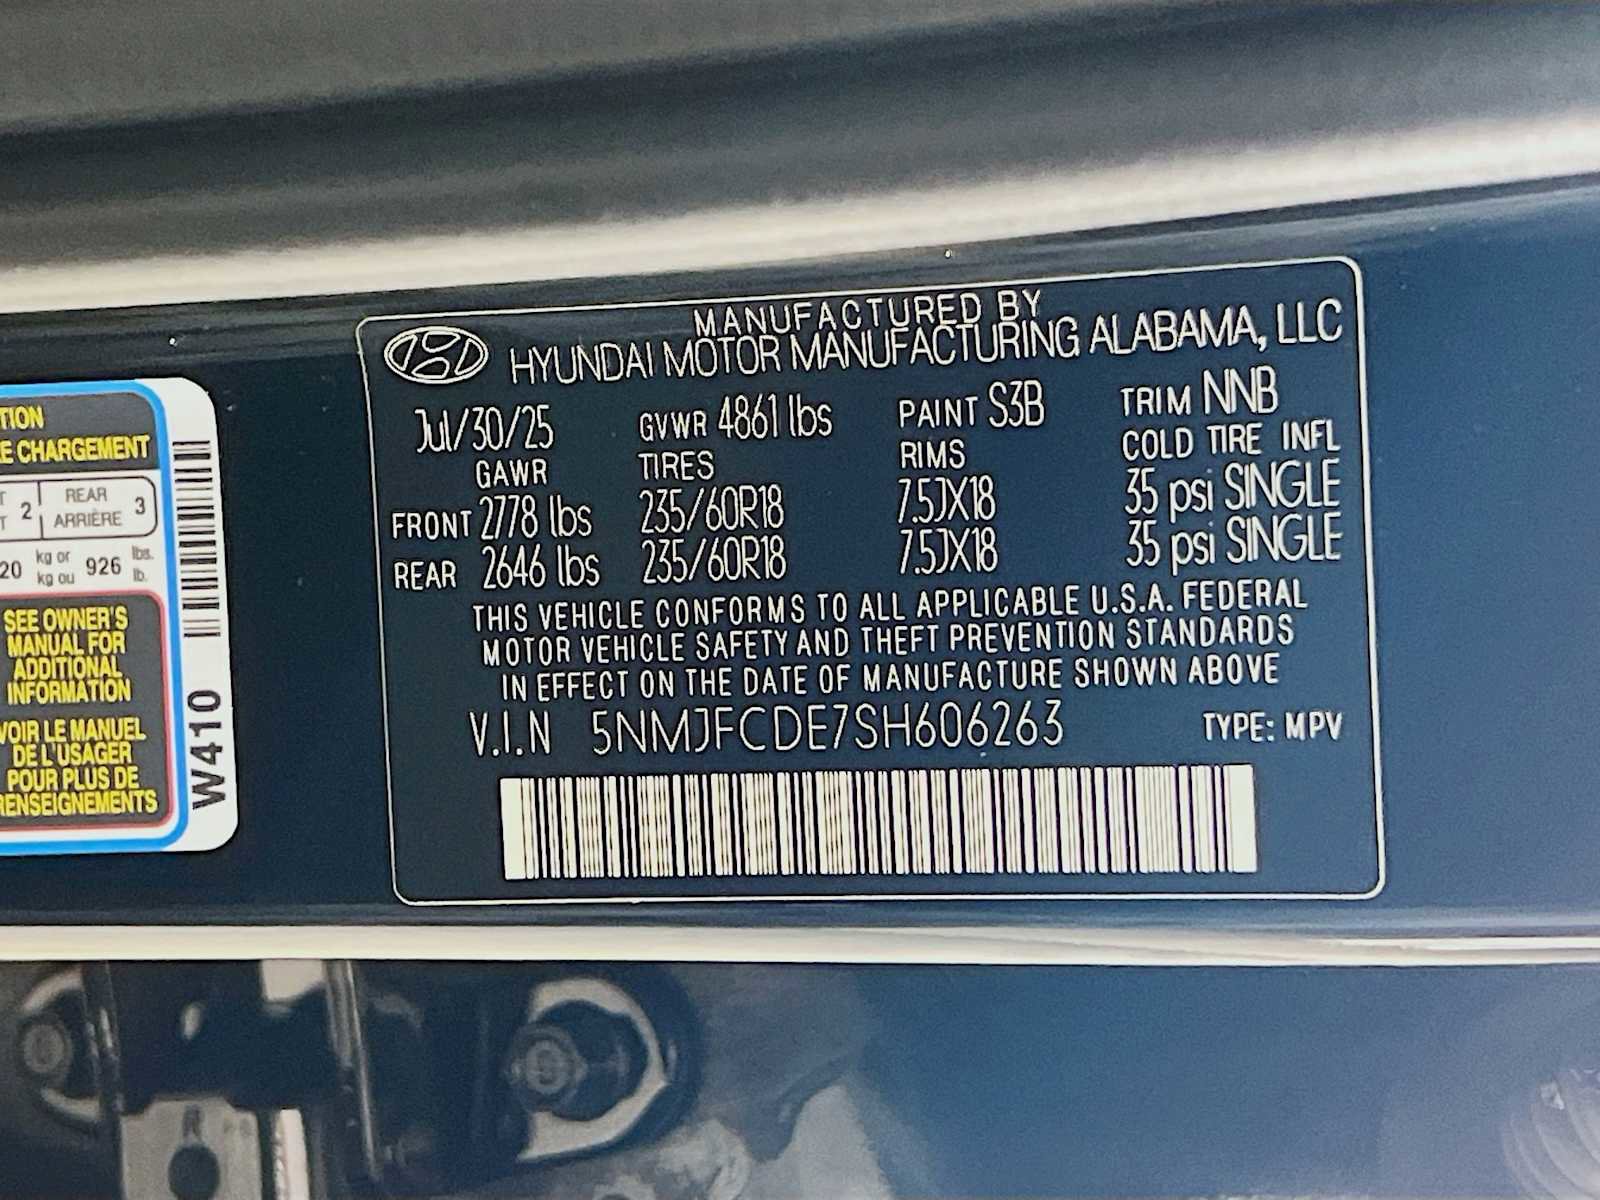 MANUFACTURED BY
HYUNDAI MOTOR MANUFACTURING ALABAMA, LLC
Jul/30/25 GVWR 4861 lbs PAINT S3B TRIM NNB
GAWR TIRES RIMS COLD TIRE INFL
FRONT 2778 lbs 235/60R18 7.5JX18 35 psi SINGLE
REAR 2646 lbs 235/60R18 7.5JX18 35 psi SINGLE
THIS VEHICLE CONFORMS TO ALL APPLICABLE U.S.A. FEDERAL
MOTOR VEHICLE SAFETY AND THEFT PREVENTION STANDARDS
IN EFFECT ON THE DATE OF MANUFACTURE SHOWN ABOVE
V.I.N 5NMJFCDE7SH606263 TYPE: MPV
TION
E CHARGEMENT
T 2 REAR 3
T ARRIÈRE
20 kg or 926 lbs.
kg ou lb.
SEE OWNER'S
MANUAL FOR
ADDITIONAL
INFORMATION
VOIR LE MANUEL
DE L'USAGER
POUR PLUS DE
RENSEIGNEMENTS
W410
R